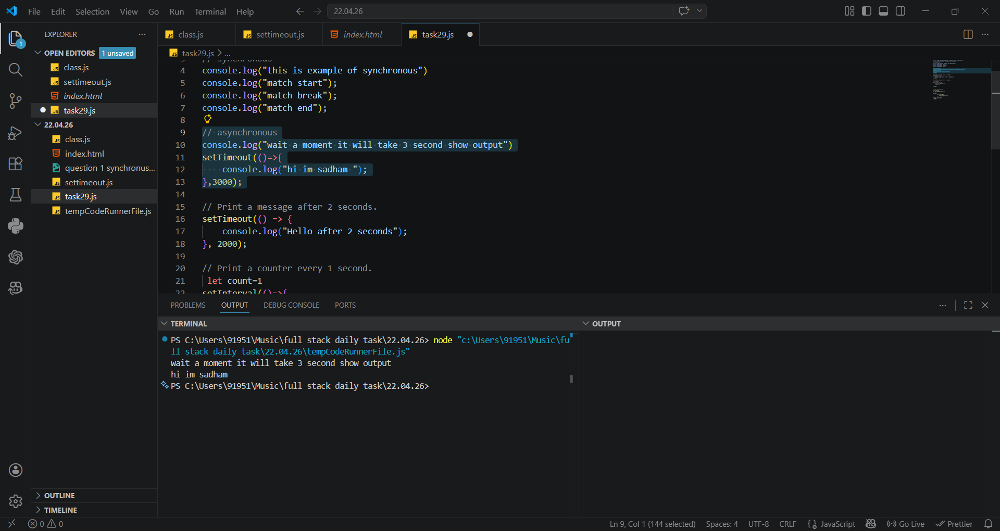 File Edit Selection View Go Run Terminal Help
22.04.26
EXPLORER
OPEN EDITORS 1 unsaved
class.js
settimeout.js
index.html
task29.js
22.04.26
class.js
index.html
question 1 synchronus...
settimeout.js
task29.js
tempCodeRunnerFile.js
OUTLINE
TIMELINE
class.js settimeout.js index.html task29.js
task29.js > ...
3 // synchronous
4 console.log("this is example of synchronous")
5 console.log("match start");
6 console.log("match break");
7 console.log("match end");
8
9 // asynchronous
10 console.log("wait a moment it will take 3 second show output")
11 setTimeout(()=>{
12 console.log("hi im sadham ");
13 },3000);
14
15 // Print a message after 2 seconds.
16 setTimeout(() => {
17 console.log("Hello after 2 seconds");
18 }, 2000);
19
20 // Print a counter every 1 second.
21 let count=1
22 setInterval(()=>{
PROBLEMS OUTPUT DEBUG CONSOLE PORTS
TERMINAL
PS C:\Users\91951\Music\full stack daily task\22.04.26> node "c:\Users\91951\Music\fu
ll stack daily task\22.04.26\tempCodeRunnerFile.js"
wait a moment it will take 3 second show output
hi im sadham
PS C:\Users\91951\Music\full stack daily task\22.04.26>
OUTPUT
0 0 Ln 9, Col 1 (144 selected) Spaces: 4 UTF-8 CRLF JavaScript Go Live Prettier